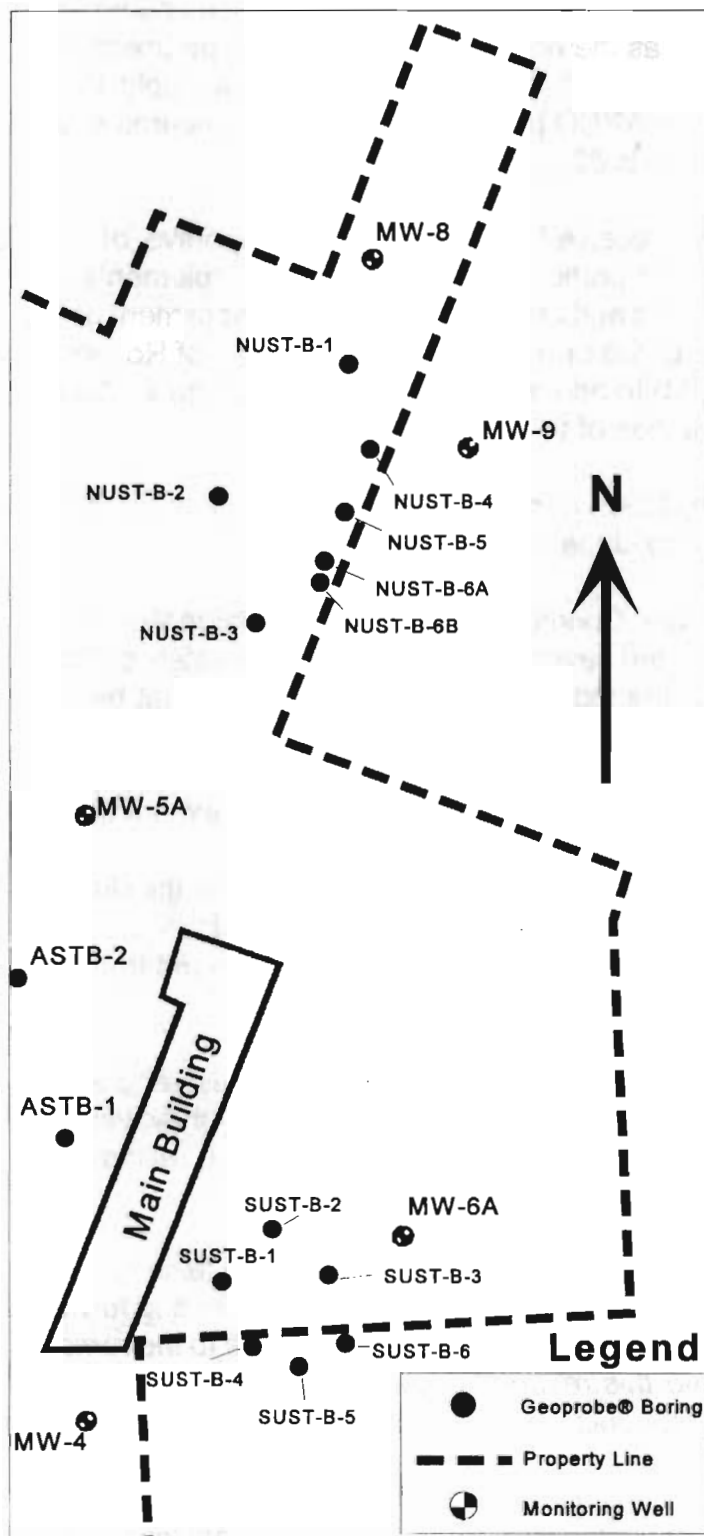 MW-8
NUST-B-1
MW-9
NUST-B-2
NUST-B-4
N
NUST-B-5
NUST-B-6A
NUST-B-3
NUST-B-6B
MW-5A
ASTB-2
ASTB-1
Main Building
SUST-B-2
MW-6A
SUST-B-1
SUST-B-3
SUST-B-6
Legend
SUST-B-4
SUST-B-5
MW-4
Geoprobe® Boring
Property Line
Monitoring Well